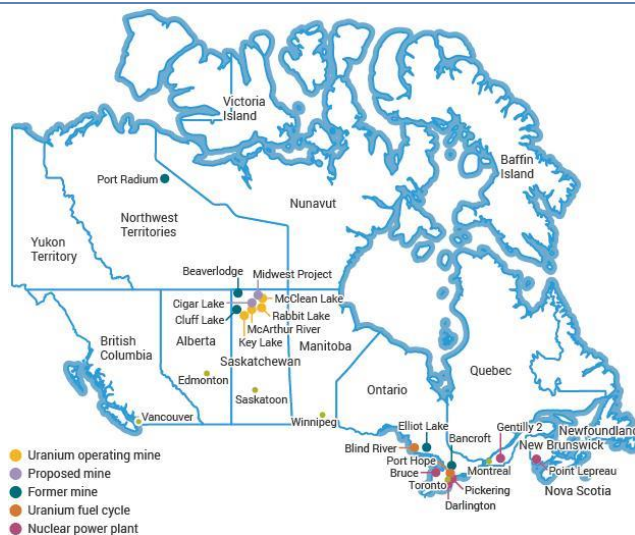 Victoria
Island
Baffin
Island
Port Radium
Nunavut
Northwest
Territories
Yukon
Territory
Beaverlodge
Midwest Project
Cigar Lake
McClean Lake
Cluff Lake
Rabbit Lake
McArthur River
Key Lake
British
Columbia
Alberta
Manitoba
Saskatchewan
Quebec
Ontario
Edmonton
Saskatoon
Vancouver
Winnipeg
Elliot Lake
Gentilly 2
Newfoundland
Bancroft
New Brunswick
Blind River
Port Hope
Montreal
Point Lepreau
Bruce
Pickering
Toronto
Nova Scotia
Darlington
Uranium operating mine
Proposed mine
Former mine
Uranium fuel cycle
Nuclear power plant